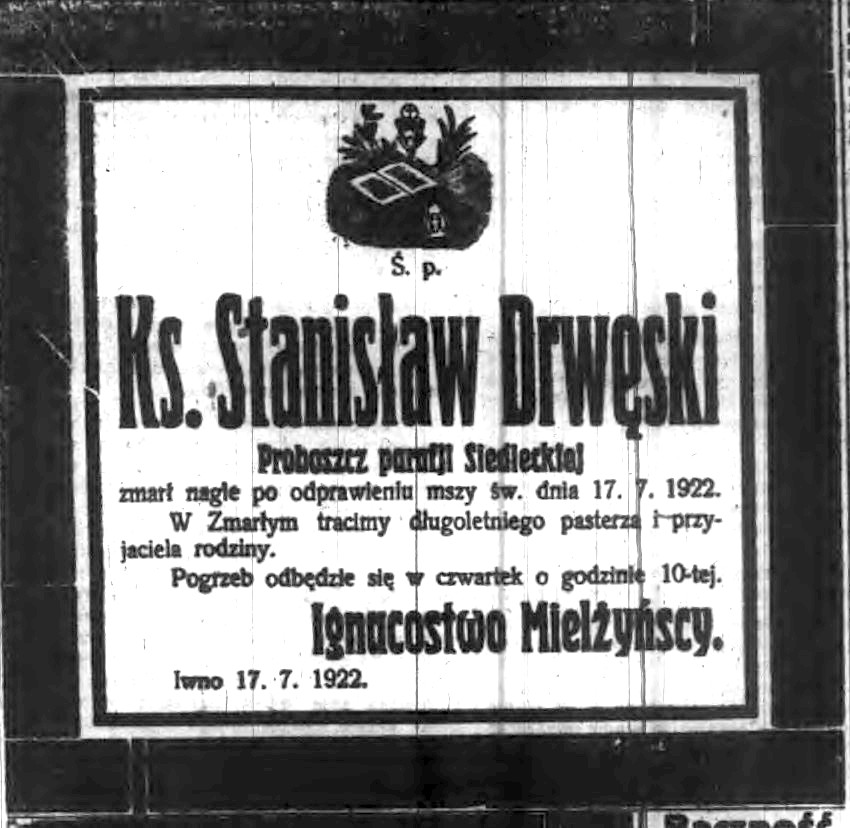 Ś. p.
Ks. Stanisław Drwęski
Proboszcz parafji Siedleckiej
zmarł nagle po odprawieniu mszy św. dnia 17. 7. 1922.
W Zmarłym tracimy długoletniego pasterza i przy-
jaciela rodziny.
Pogrzeb odbędzie się w czwartek o godzinie 10-tej.
Ignacostwo Mielżyńscy.
Iwno 17. 7. 1922.